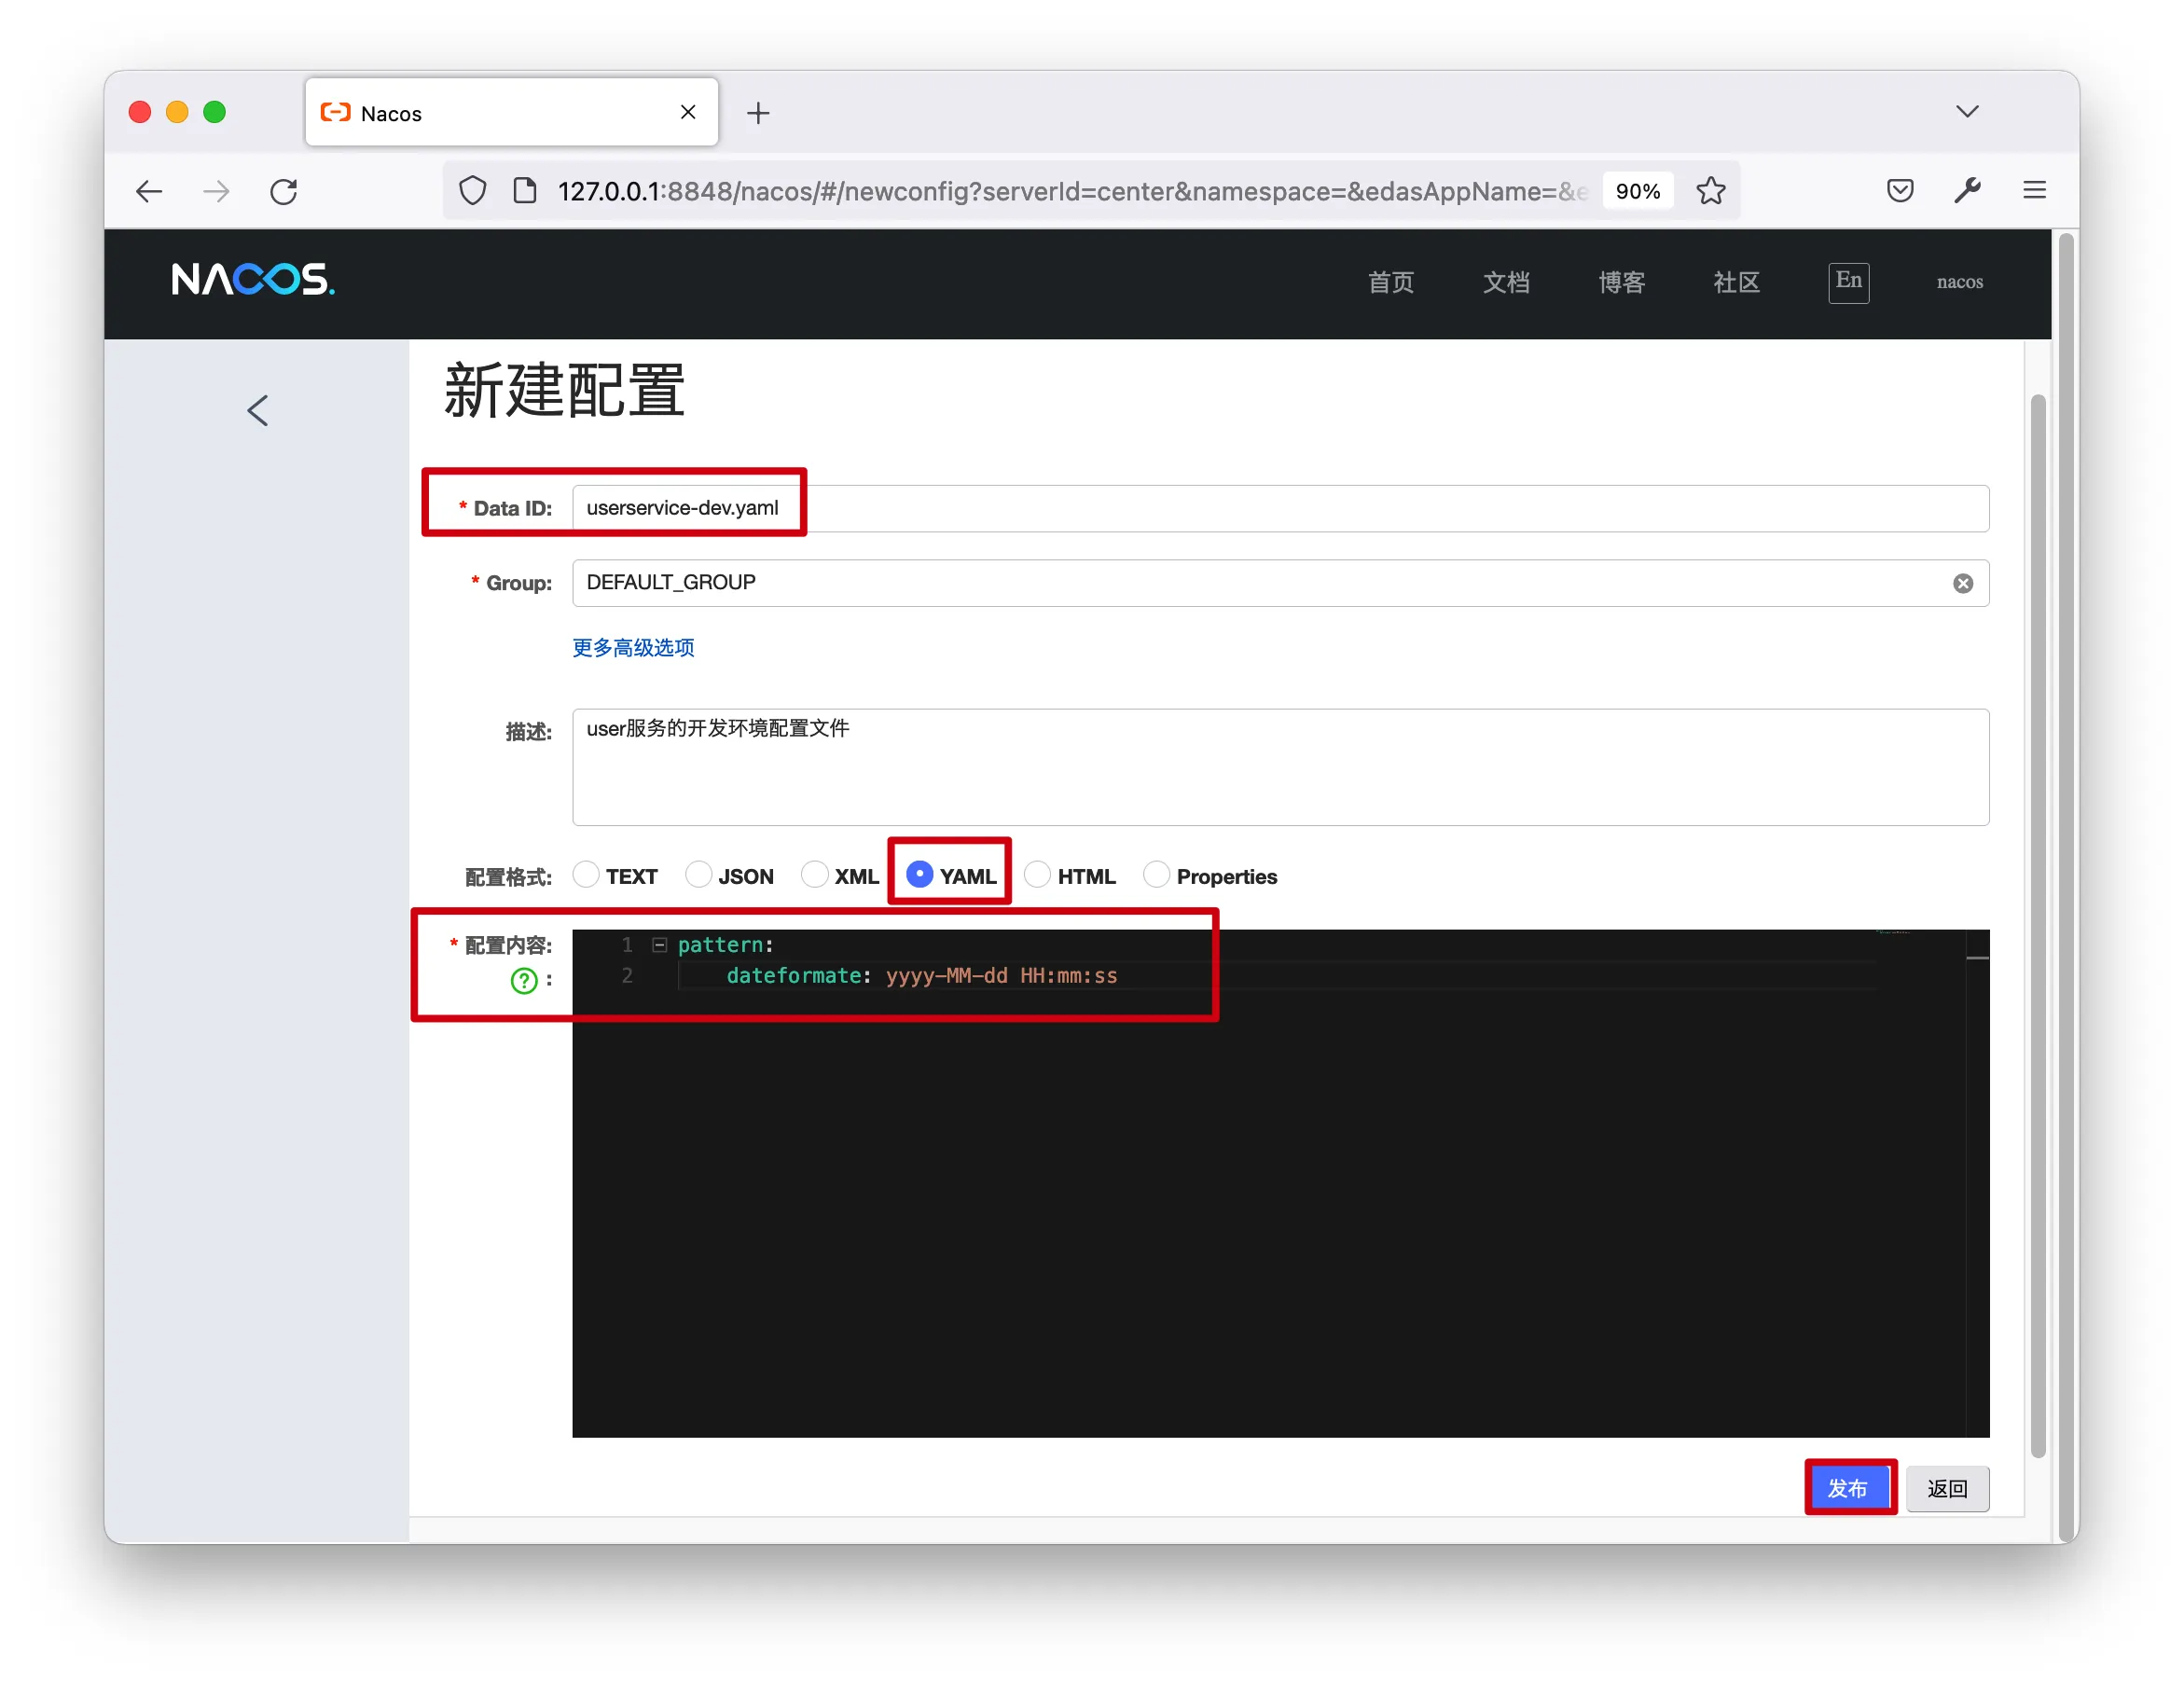 Nacos
127.0.0.1:8848/nacos/#/newconfig?serverId=center&namespace=&edasAppName=&e
90%
NACOS.
首页 文档 博客 社区 En nacos
新建配置
* Data ID: userservice-dev.yaml
* Group: DEFAULT_GROUP
更多高级选项
描述: user服务的开发环境配置文件
配置格式: TEXT JSON XML YAML HTML Properties
* 配置内容: 1 pattern:
? : 2 dateformate: yyyy-MM-dd HH:mm:ss
发布 返回